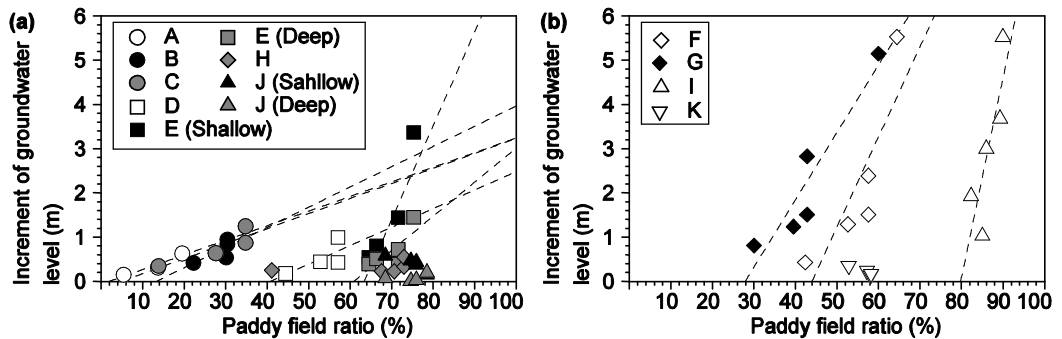 (a)
Increment of groundwater
level (m)
6
5
4
3
2
1
0
A
B
C
D
E (Shallow)
E (Deep)
H
J (Sahllow)
J (Deep)
10 20 30 40 50 60 70 80 90 100
Paddy field ratio (%)
(b)
Increment of groundwater
level (m)
6
5
4
3
2
1
0
F
G
I
K
0 10 20 30 40 50 60 70 80 90 100
Paddy field ratio (%)